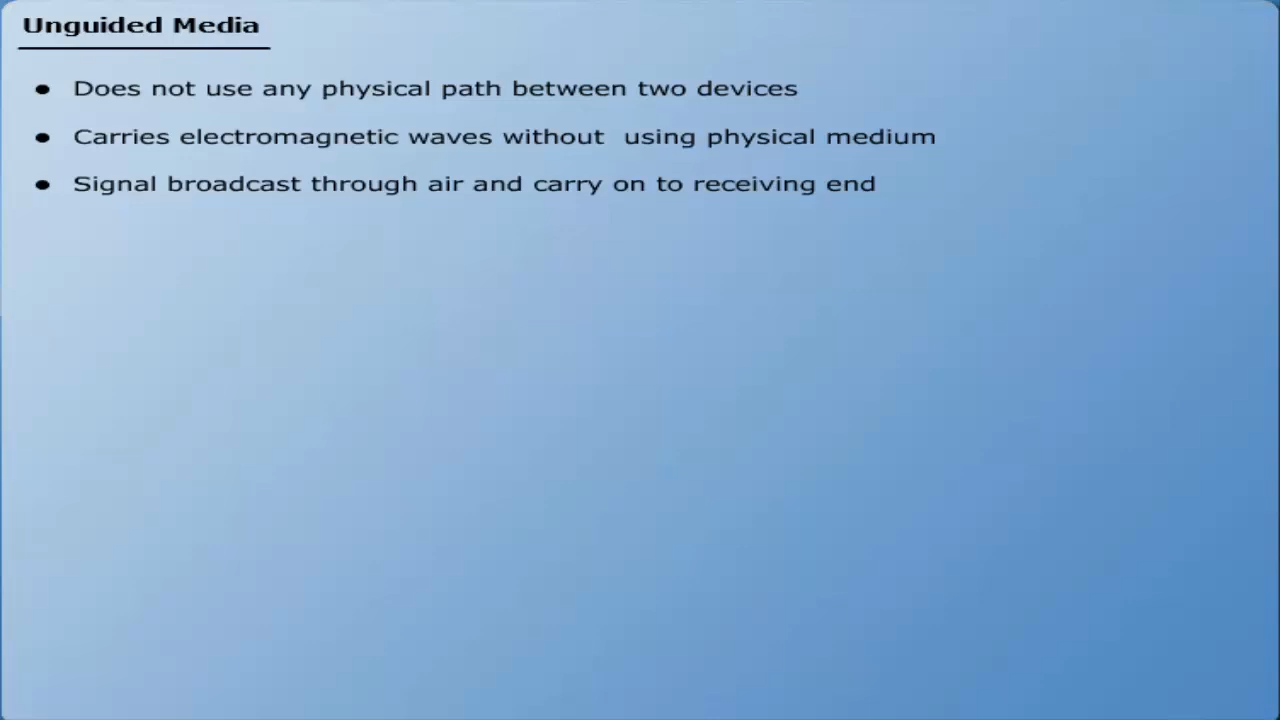 Unguided Media
● Does not use any physical path between two devices
● Carries electromagnetic waves without  using physical medium
● Signal broadcast through air and carry on to receiving end